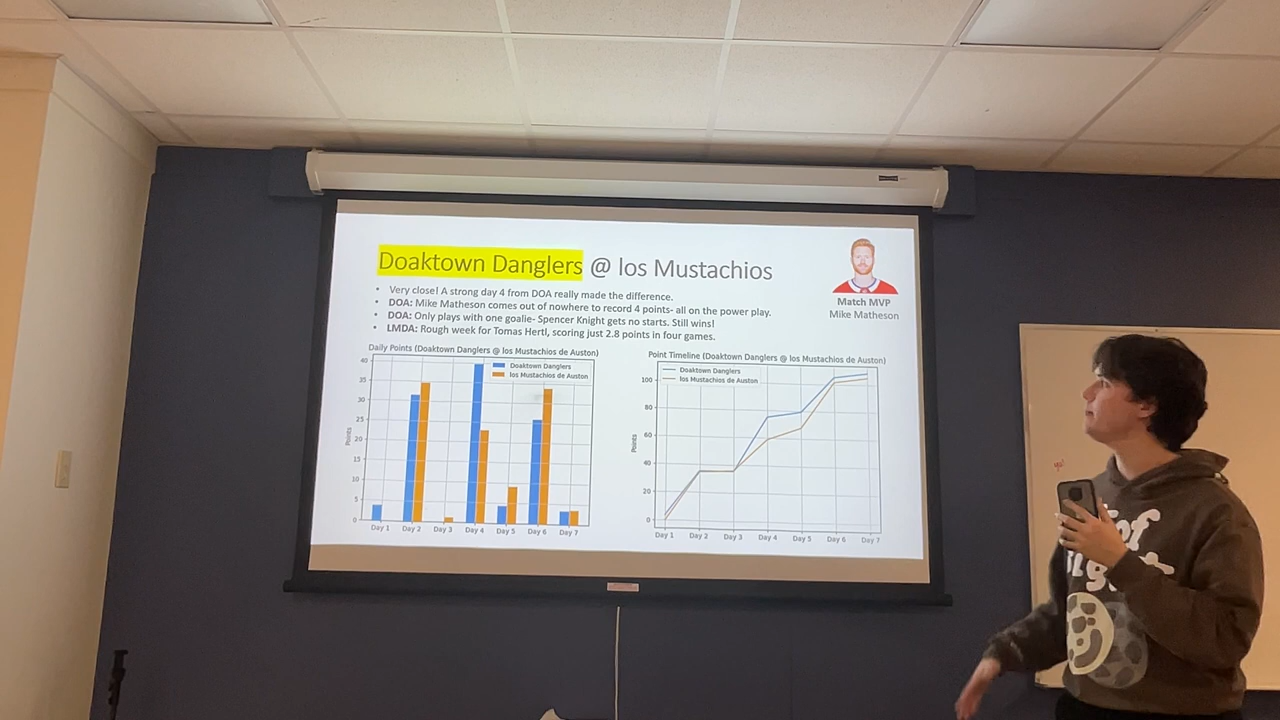 Doaktown Danglers @ los Mustachios
• Very close! A strong day 4 from DOA really made the difference.
• DOA: Mike Matheson comes out of nowhere to record 4 points- all on the power play.
• DOA: Only plays with one goalie- Spencer Knight gets no starts. Still wins!
• LMDA: Rough week for Tomas Hertl, scoring just 2.8 points in four games.
Match MVP
Mike Matheson
Daily Points (Doaktown Danglers @ los Mustachios de Auston)
Doaktown Danglers
los Mustachios de Auston
Points
40
35
30
25
20
15
10
5
0
Day 1 Day 2 Day 3 Day 4 Day 5 Day 6 Day 7
Point Timeline (Doaktown Danglers @ los Mustachios de Auston)
Doaktown Danglers
los Mustachios de Auston
Points
100
80
60
40
20
0
Day 1 Day 2 Day 3 Day 4 Day 5 Day 6 Day 7